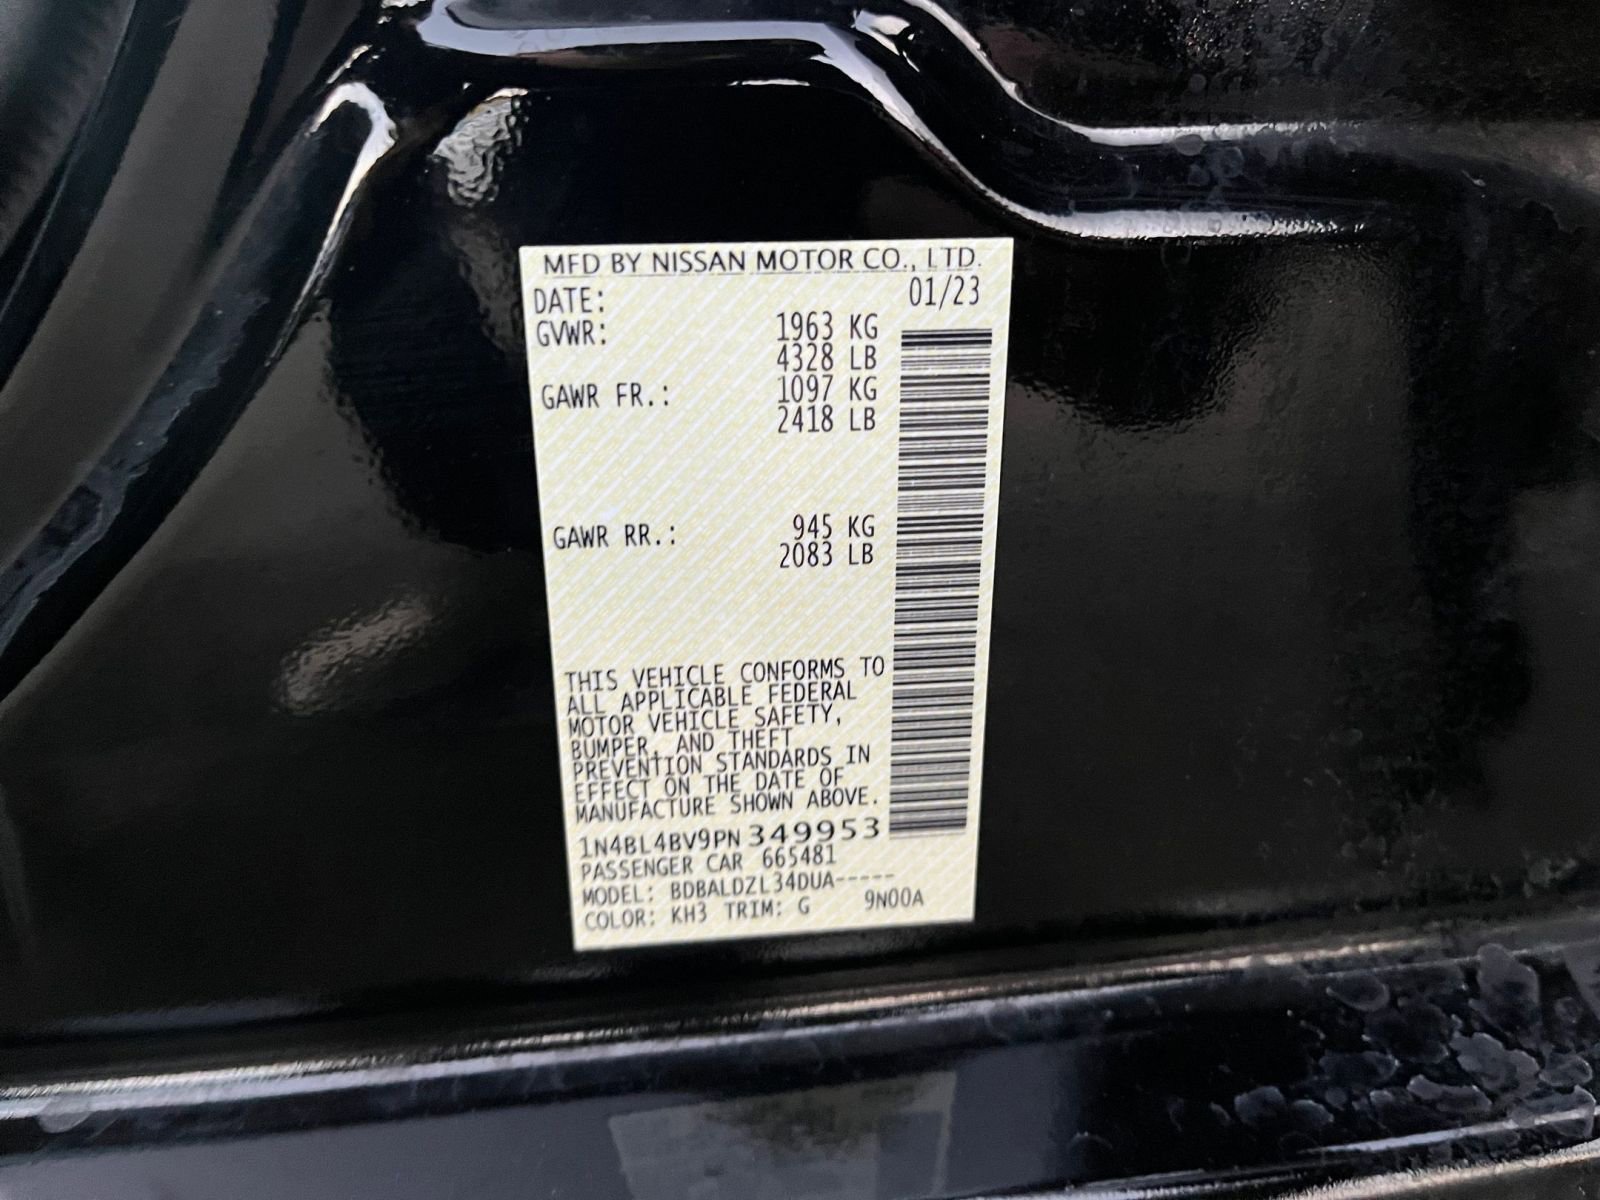 MFD BY NISSAN MOTOR CO., LTD.
DATE: 01/23
GVWR: 1963 KG
4328 LB
GAWR FR.: 1097 KG
2418 LB
GAWR RR.: 945 KG
2083 LB
THIS VEHICLE CONFORMS TO
ALL APPLICABLE FEDERAL
MOTOR VEHICLE SAFETY,
BUMPER, AND THEFT
PREVENTION STANDARDS IN
EFFECT ON THE DATE OF
MANUFACTURE SHOWN ABOVE.
1N4BL4BV9PN349953
PASSENGER CAR 665481
MODEL: BDBALDZL34DUA-----
COLOR: KH3 TRIM: G 9N00A